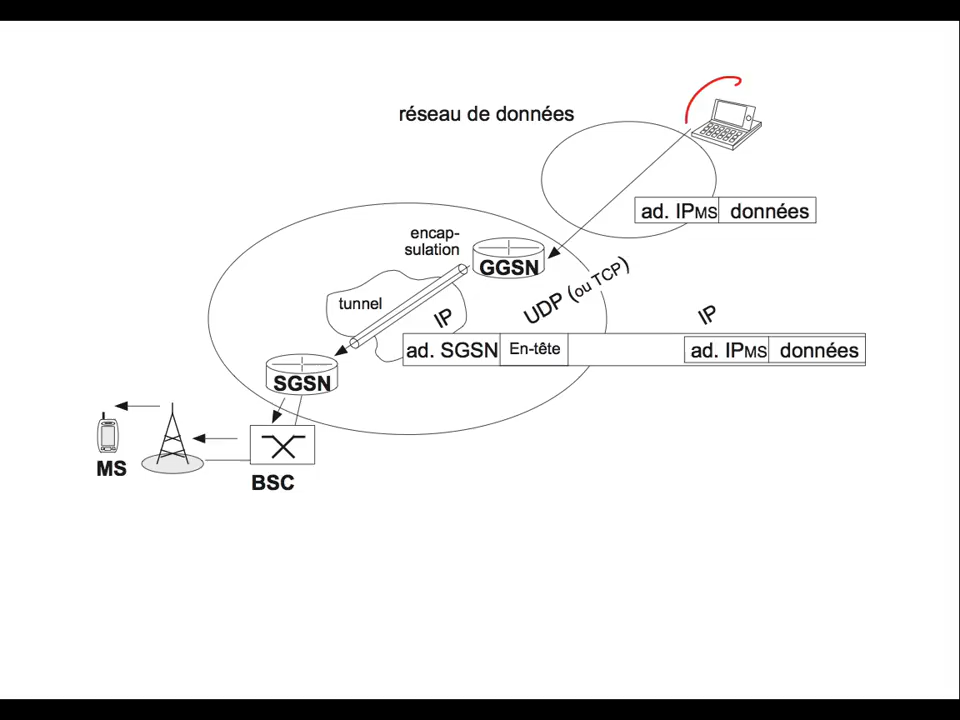 réseau de données
ad. IPMS données
encap-
sulation
GGSN
UDP (ou TCP)
tunnel
IP
IP
ad. SGSN En-tête ad. IPMS données
SGSN
MS
BSC